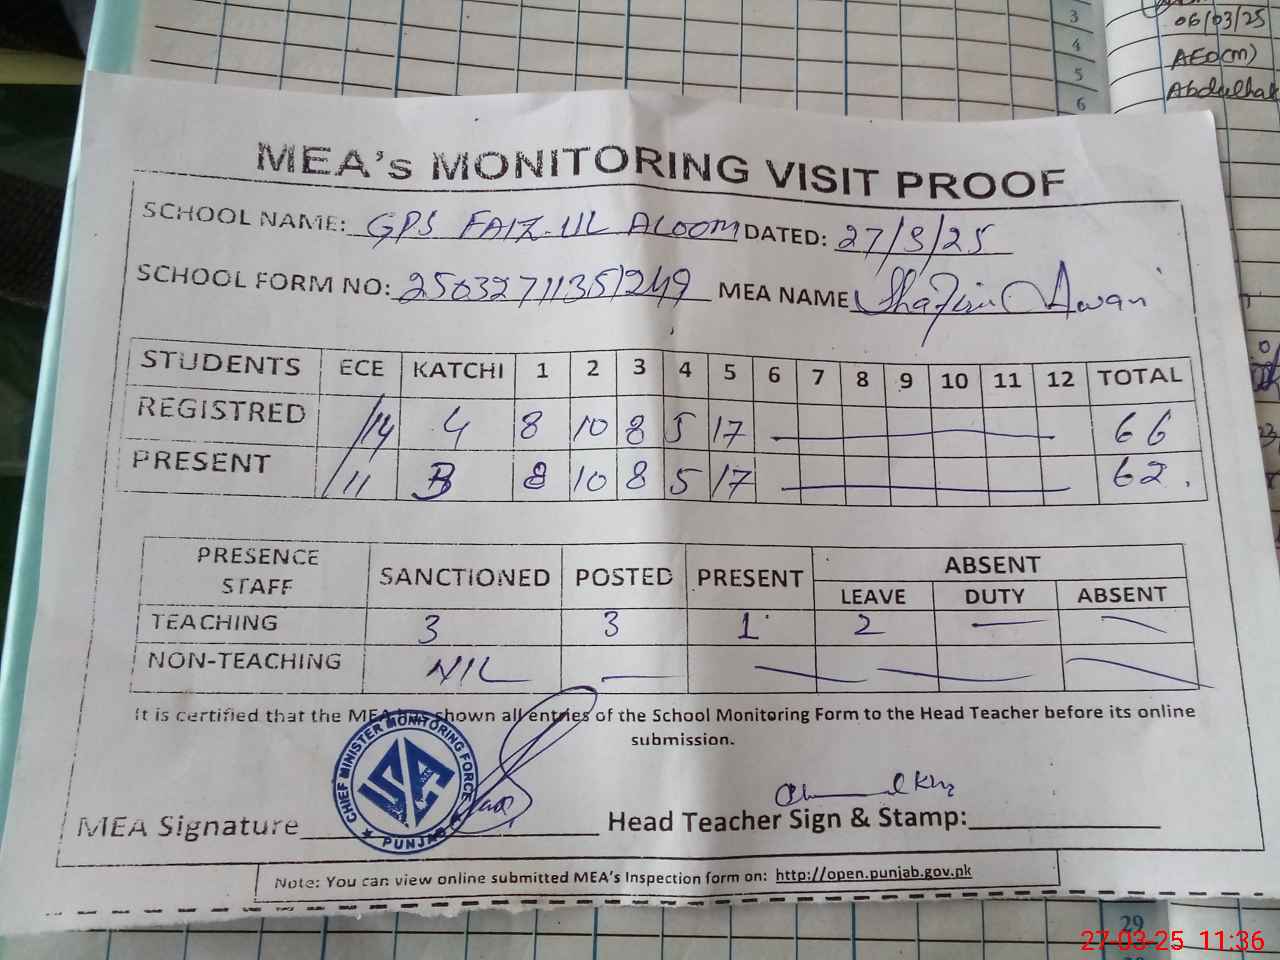 3
4
5
6
06/03/25
AEO(m)
MEA's MONITORING VISIT PROOF
SCHOOL NAME: GPS FAIZ-UL ALOOM DATED: 27/3/25
SCHOOL FORM NO: 25032711351249 MEA NAME Awan
STUDENTS ECE KATCHI 1 2 3 4 5 6 7 8 9 10 11 12 TOTAL
REGISTRED /14 4 8 10 8 5 17 66
PRESENT /11 3 8 10 8 5 17 62.
PRESENCE STAFF SANCTIONED POSTED PRESENT ABSENT
LEAVE DUTY ABSENT
TEACHING 3 3 1 2 — —
NON-TEACHING NIL — — — — —
It is certified that the MEA has shown all entries of the School Monitoring Form to the Head Teacher before its online
submission.
CHIEF MINISTER MONITORING FORCE
PUNJAB
MEA Signature
Head Teacher Sign & Stamp:
Note: You can view online submitted MEA's Inspection form on: http://open.punjab.gov.pk
29
27-03-25 11:36